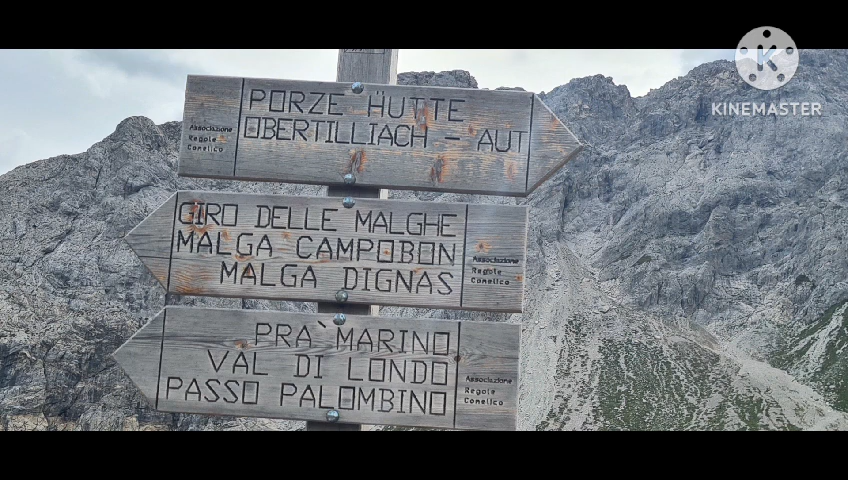 KINEMASTER
PORZE HÜTTE
OBERTILLIACH - AUT
Associazione
Regole
Comelico
GIRO DELLE MALGHE
MALGA CAMPOBON
MALGA DIGNAS
Associazione
Regole
Comelico
PRA` MARINO
VAL DI LONDO
PASSO PALOMBINO
Associazione
Regole
Comelico